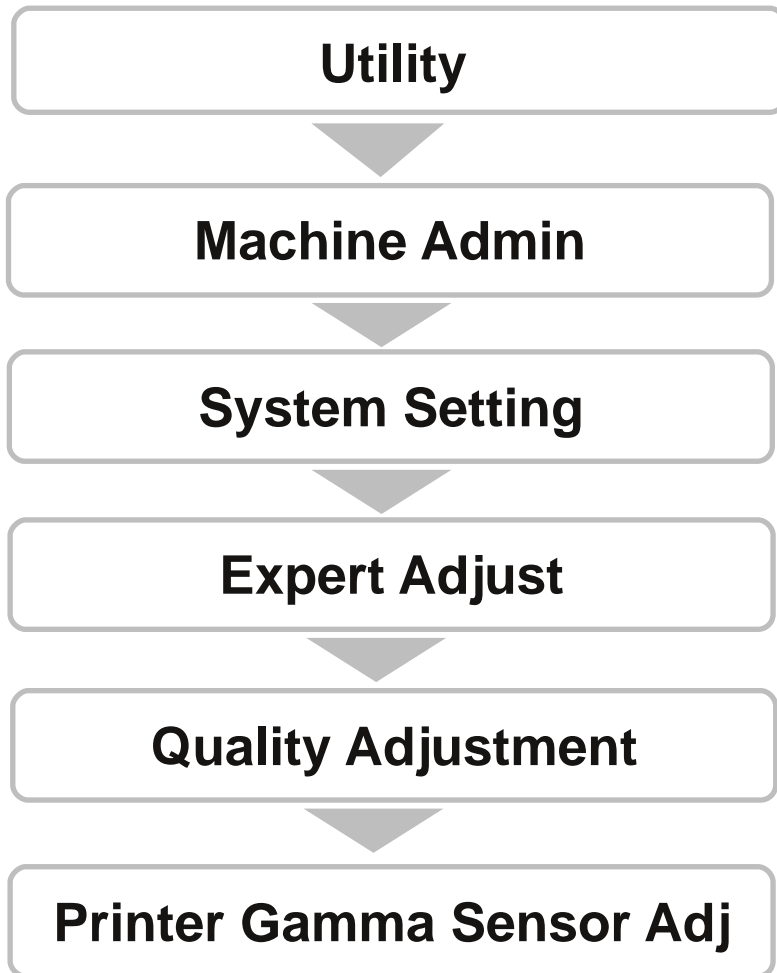 Utility
Machine Admin
System Setting
Expert Adjust
Quality Adjustment
Printer Gamma Sensor Adj